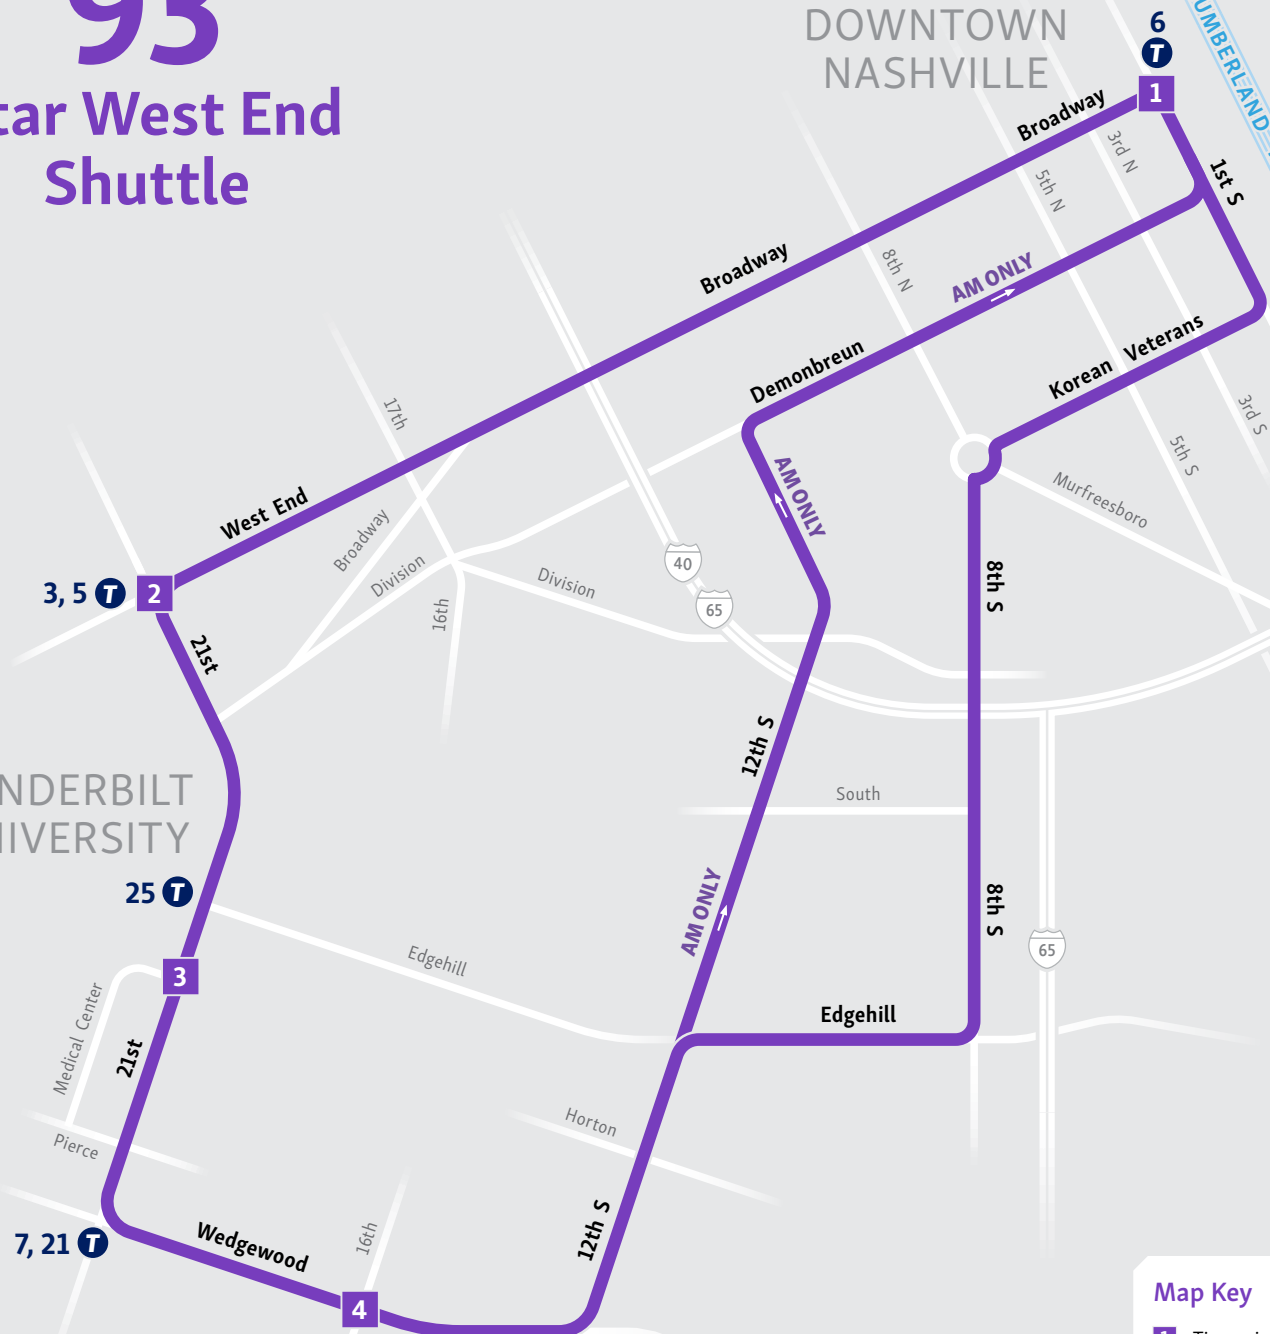 93
tar West End
Shuttle
DOWNTOWN
NASHVILLE
6
T
1
UMBERLAND
Broadway
3rd N
1st S
5th N
Broadway
8th N
AM ONLY
Demonbreun
Korean Veterans
17th
3rd S
5th S
AM ONLY
Murfreesboro
West End
Broadway
Division
Division
40
65
16th
8th S
3, 5 T
2
21st
12th S
NDERBILT
IVERSITY
South
25 T
8th S
AM ONLY
65
3
Edgehill
Medical Center
Edgehill
21st
Horton
Pierce
12th S
7, 21 T
Wedgewood
16th
4
Map Key